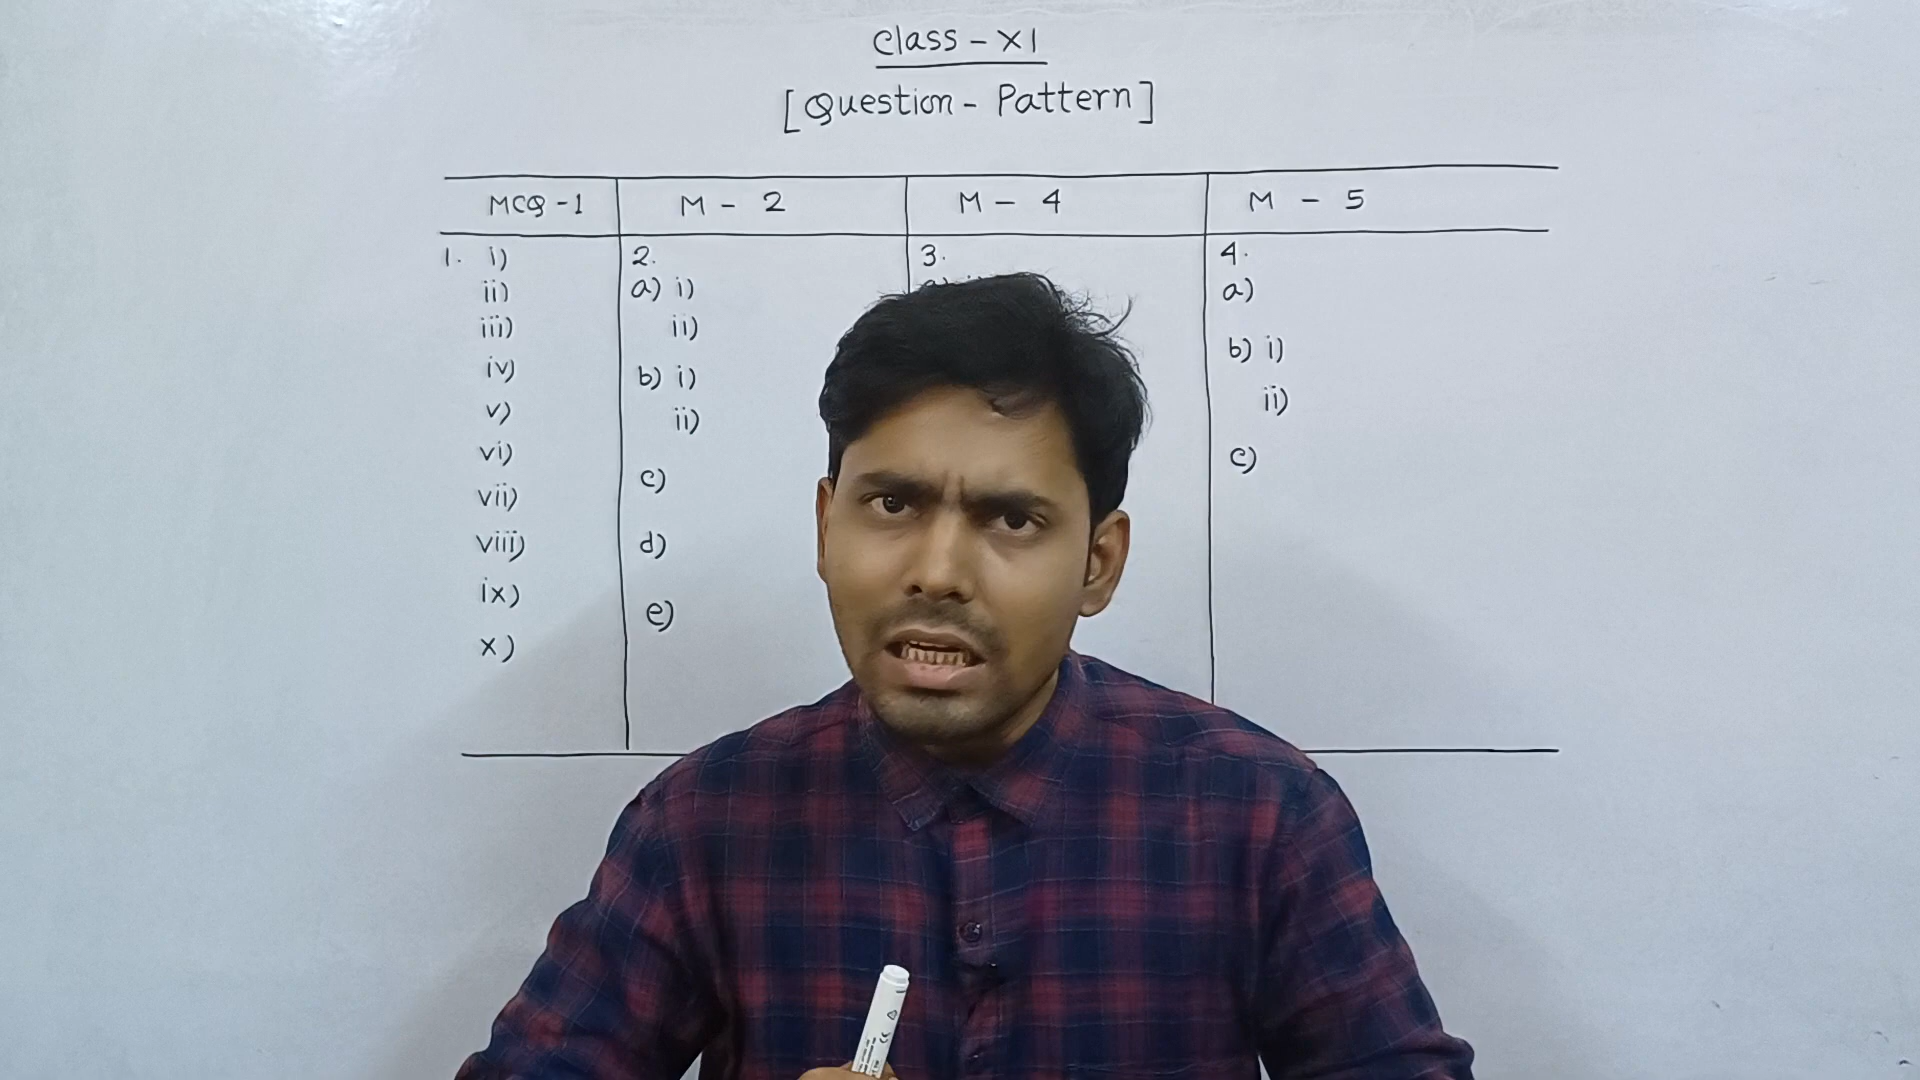 Class - XI
[Question - Pattern]
MCQ -1 M - 2 M - 4 M - 5
1. i) 2. 3. 4.
ii) a) i) a)
iii) ii) b) i)
iv) b) i) ii)
v) ii)
vi) c) c)
vii)
viii) d)
ix) e)
x)